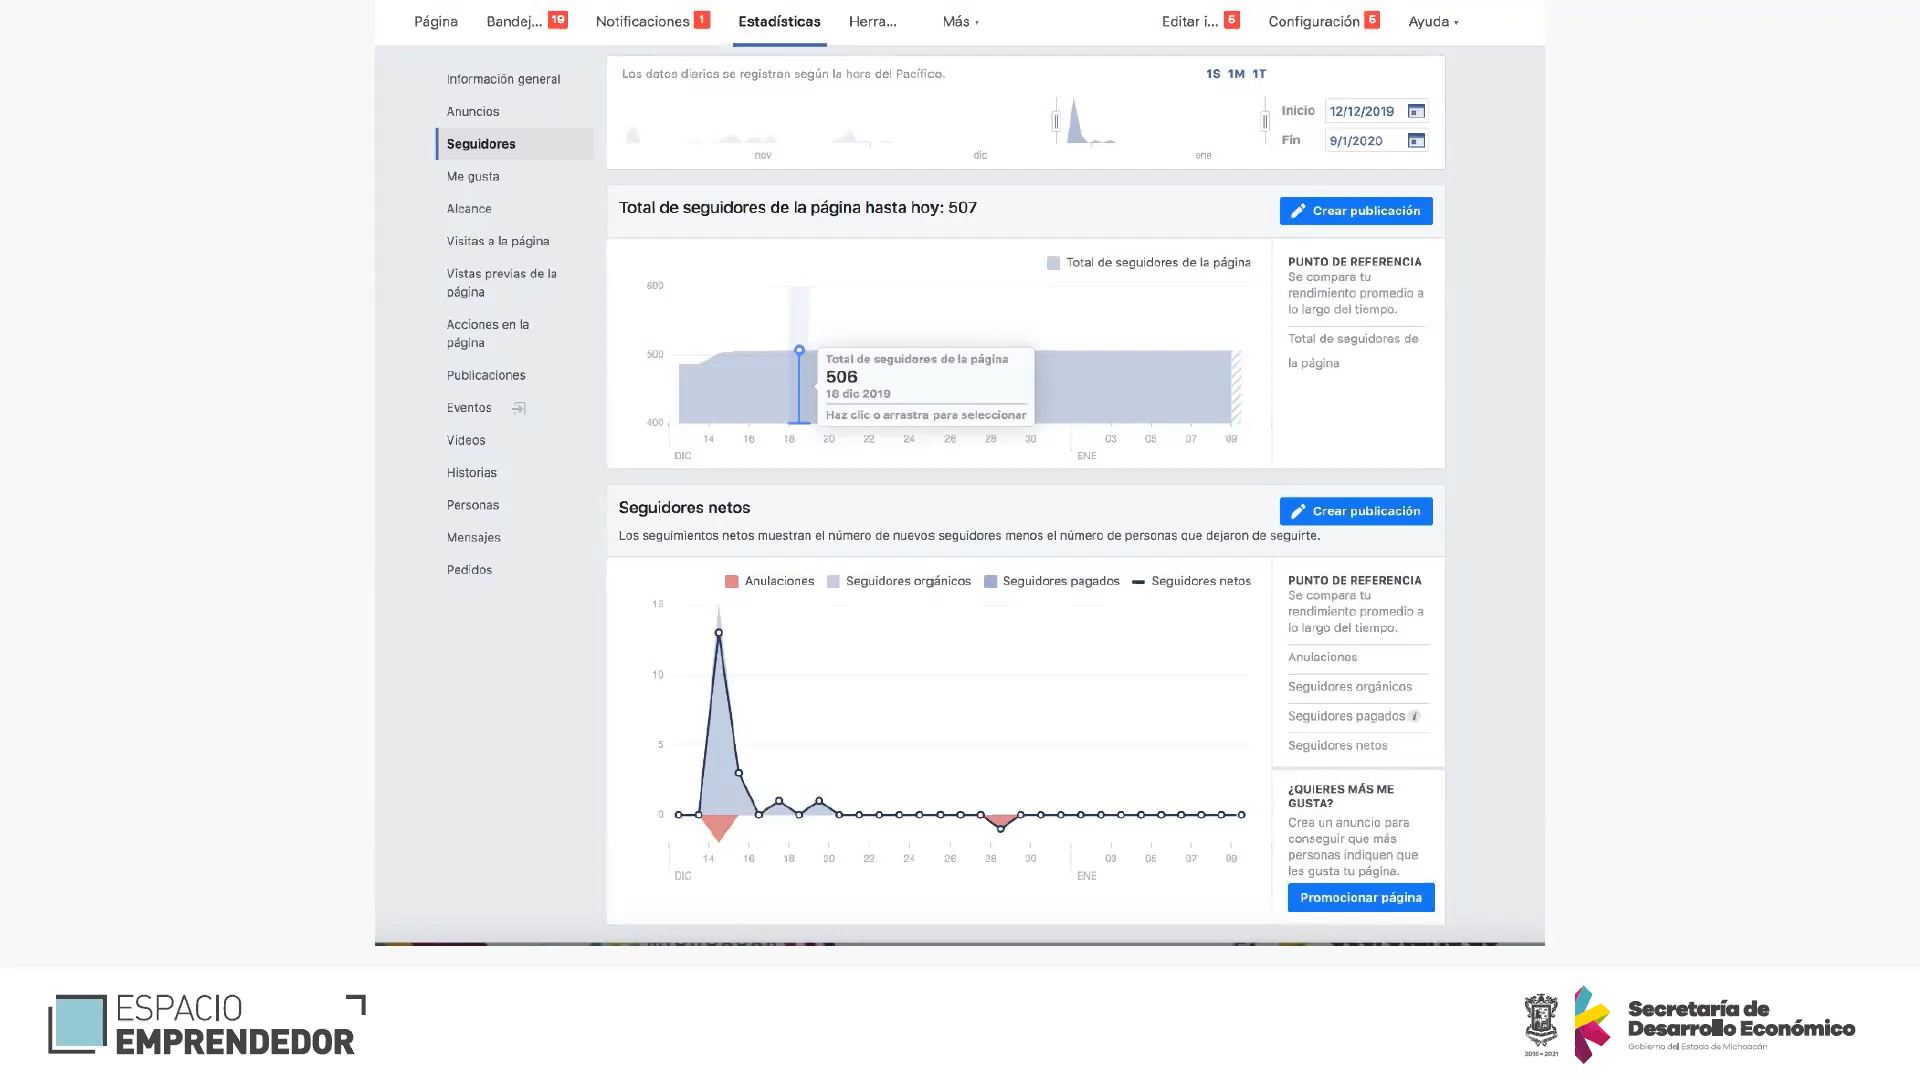 Página Bandej... 19 Notificaciones 1 Estadísticas Herra... Más Editar i... 5 Configuración 5 Ayuda
Información general
Anuncios
Seguidores
Me gusta
Alcance
Visitas a la página
Vistas previas de la
página
Acciones en la
página
Publicaciones
Eventos
Videos
Historias
Personas
Mensajes
Pedidos
Los datos diarios se registran según la hora del Pacífico.
1S 1M 1T
Inicio 12/12/2019
Fin 9/1/2020
nov dic ene
Total de seguidores de la página hasta hoy: 507
Crear publicación
Total de seguidores de la página
600
500
400
Total de seguidores de la página
506
18 dic 2019
Haz clic o arrastra para seleccionar
14 16 18 20 22 24 26 28 30 03 05 07 09
DIC ENE
PUNTO DE REFERENCIA
Se compara tu
rendimiento promedio a
lo largo del tiempo.
Total de seguidores de
la página
Seguidores netos
Crear publicación
Los seguimientos netos muestran el número de nuevos seguidores menos el número de personas que dejaron de seguirte.
Anulaciones Seguidores orgánicos Seguidores pagados Seguidores netos
15
10
5
0
14 16 18 20 22 24 26 28 30 03 05 07 09
DIC ENE
PUNTO DE REFERENCIA
Se compara tu
rendimiento promedio a
lo largo del tiempo.
Anulaciones
Seguidores orgánicos
Seguidores pagados i
Seguidores netos
¿QUIERES MÁS ME
GUSTA?
Crea un anuncio para
conseguir que más
personas indiquen que
les gusta tu página.
Promocionar página
ESPACIO
EMPRENDEDOR
2015-2021
Secretaría de
Desarrollo Económico
Gobierno del Estado de Michoacán